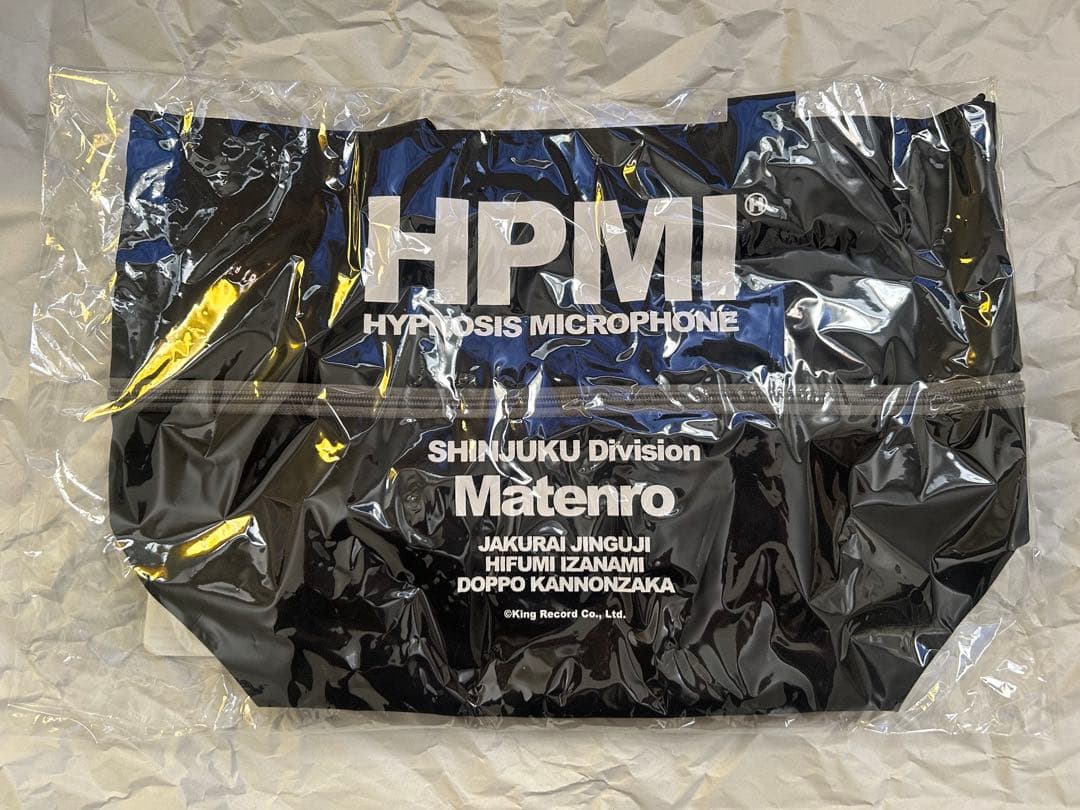 HPMI
HYPNOSIS MICROPHONE
SHINJUKU Division
Matenro
JAKURAI JINGUJI
HIFUMI IZANAMI
DOPPO KANNONZAKA
©King Record Co., Ltd.